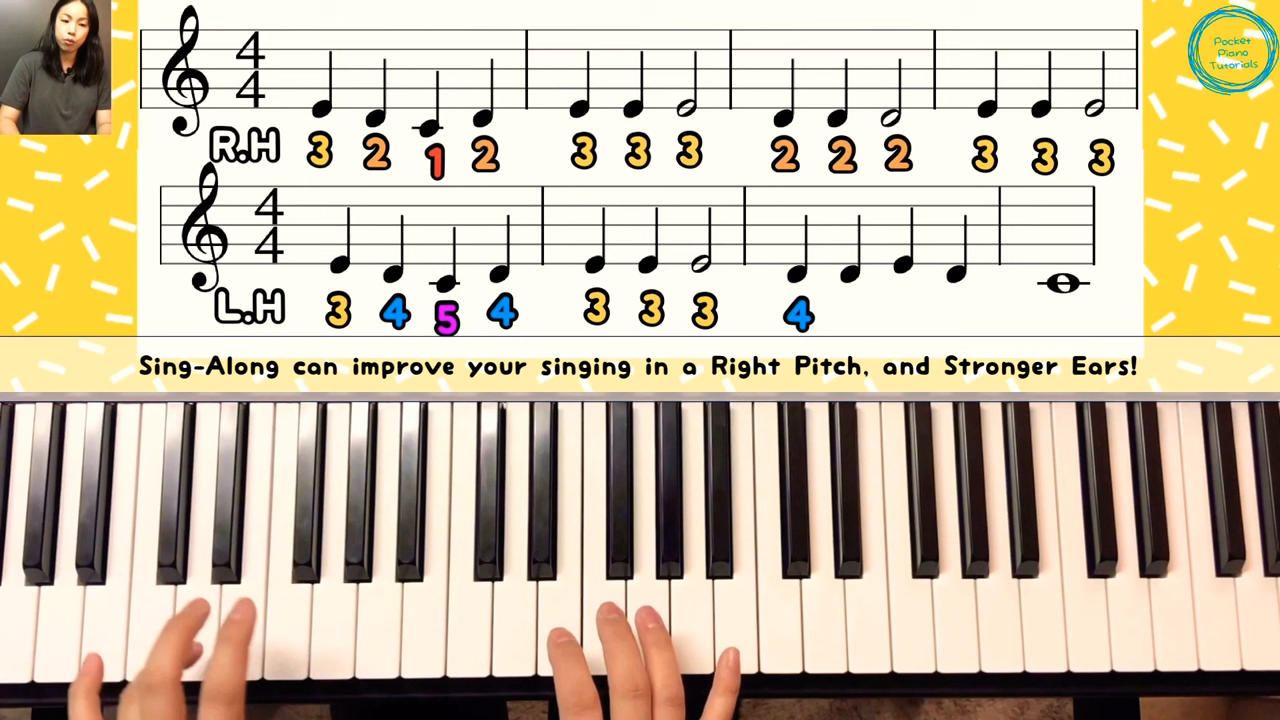 Pocket
Piano
Tutorials
4
4
R.H 3 2 1 2 3 3 3 2 2 2 3 3 3
4
4
L.H 3 4 5 4 3 3 3 4
Sing-Along can improve your singing in a Right Pitch, and Stronger Ears!